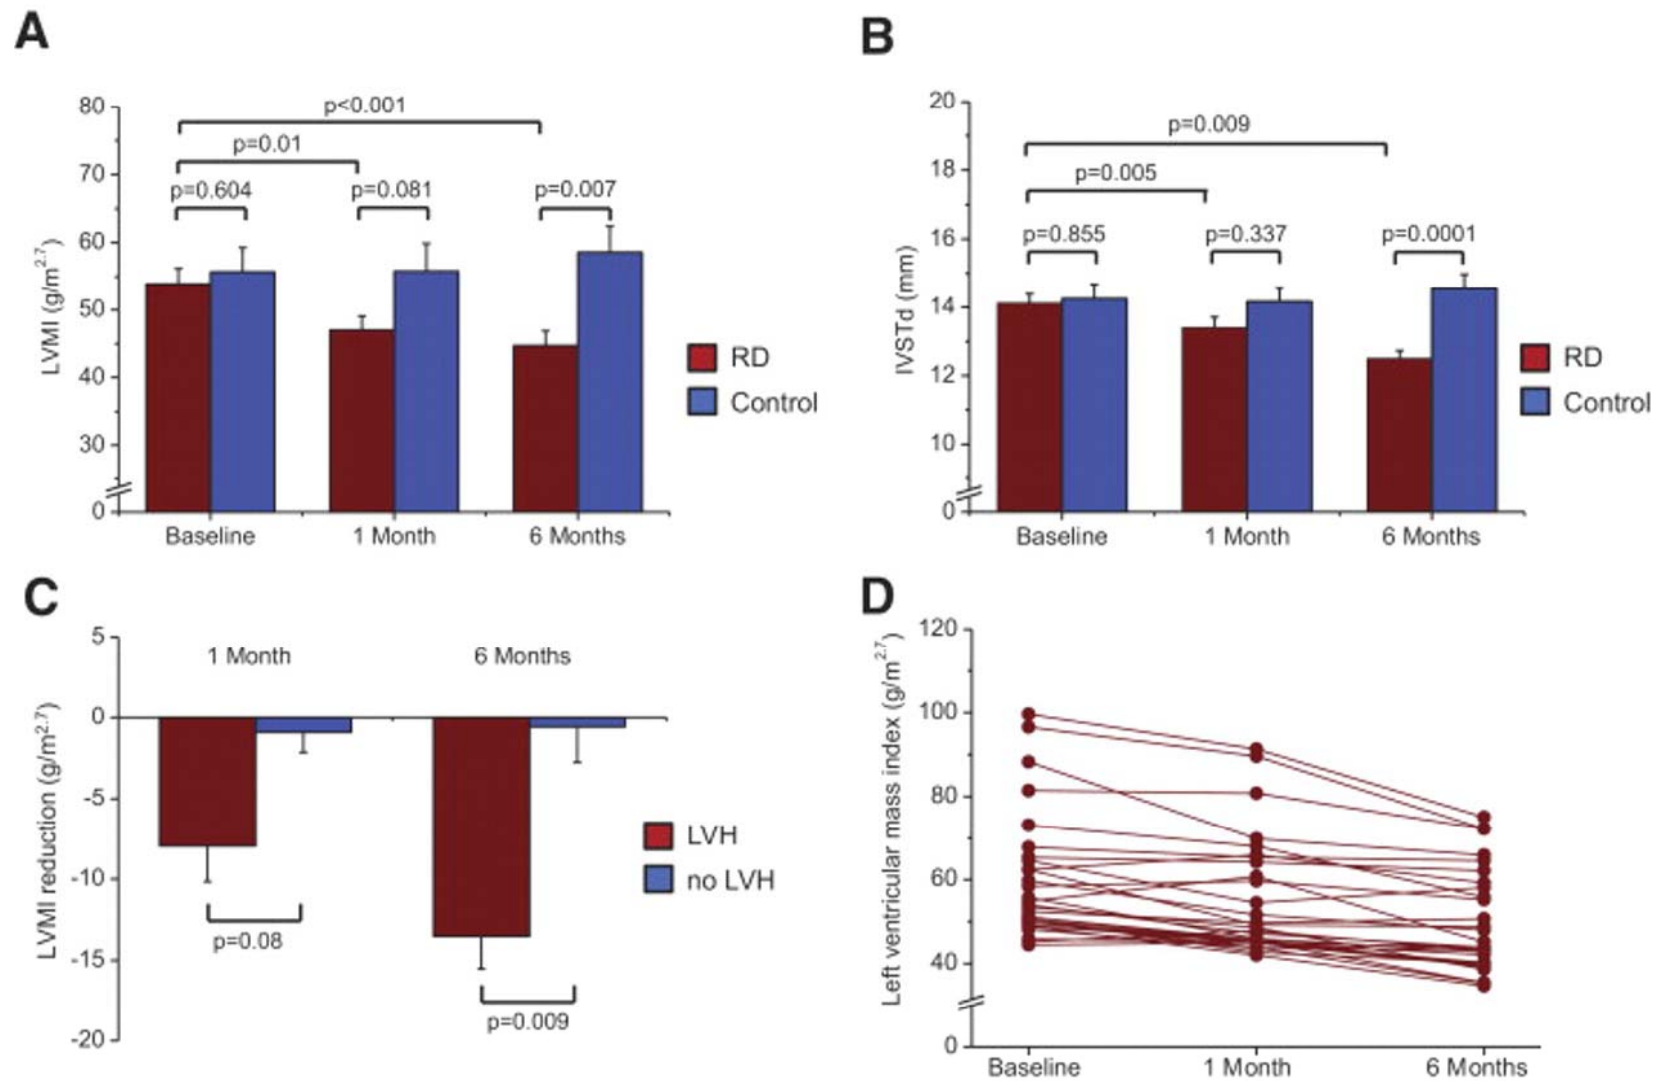 A
80
70
60
50
40
30
0
LVMI (g/m2.7)
p<0.001
p=0.01
p=0.604
p=0.081
p=0.007
RD
Control
Baseline
1 Month
6 Months
B
20
18
16
14
12
10
0
IVSTd (mm)
p=0.009
p=0.005
p=0.855
p=0.337
p=0.0001
RD
Control
Baseline
1 Month
6 Months
C
5
0
-5
-10
-15
-20
LVMI reduction (g/m2.7)
1 Month
6 Months
p=0.08
p=0.009
LVH
no LVH
D
120
100
80
60
40
0
Left ventricular mass index (g/m2.7)
Baseline
1 Month
6 Months